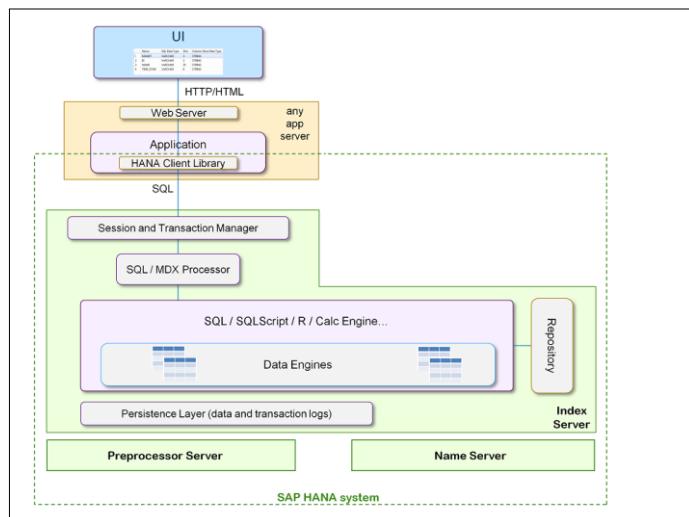 UI
HTTP/HTML
Web Server
any
app
server
Application
HANA Client Library
SQL
Session and Transaction Manager
SQL / MDX Processor
SQL / SQLScript / R / Calc Engine...
Data Engines
Repository
Persistence Layer (data and transaction logs)
Index
Server
Preprocessor Server
Name Server
SAP HANA system